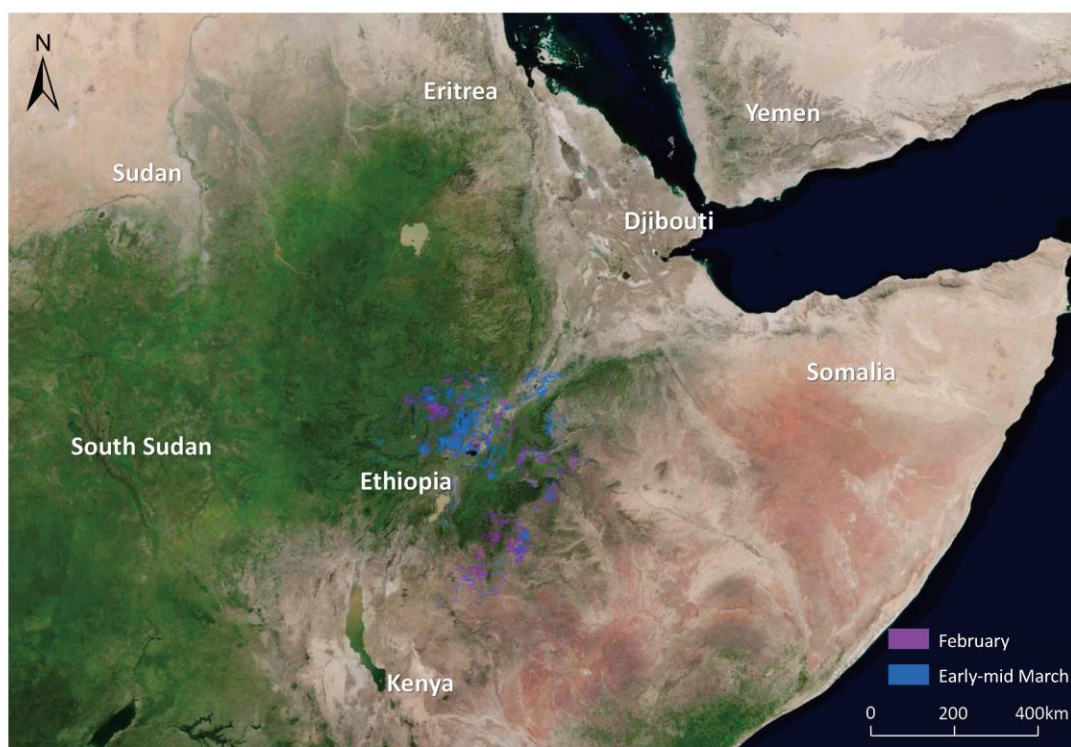 N
Eritrea
Yemen
Sudan
Djibouti
Somalia
South Sudan
Ethiopia
February
Early-mid March
Kenya
0 200 400km